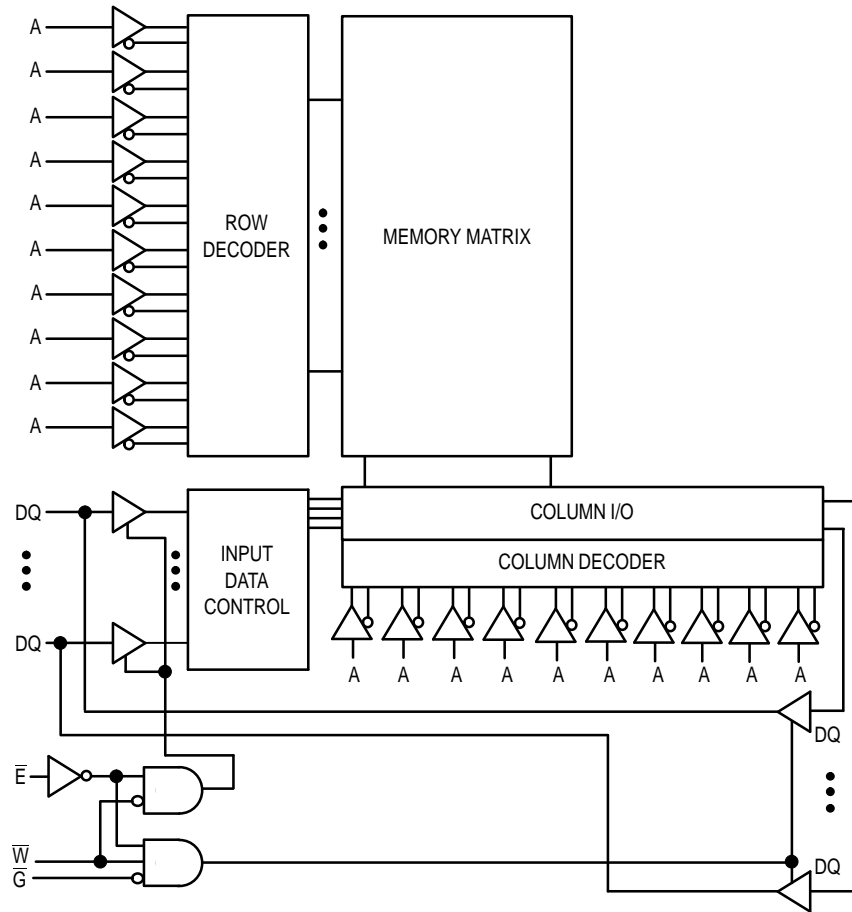 A
A
A
A
A
A
A
A
A
A
ROW
DECODER
MEMORY MATRIX
DQ
DQ
INPUT
DATA
CONTROL
COLUMN I/O
COLUMN DECODER
A A A A A A A A A A
DQ
DQ
E̅
W̅
G̅